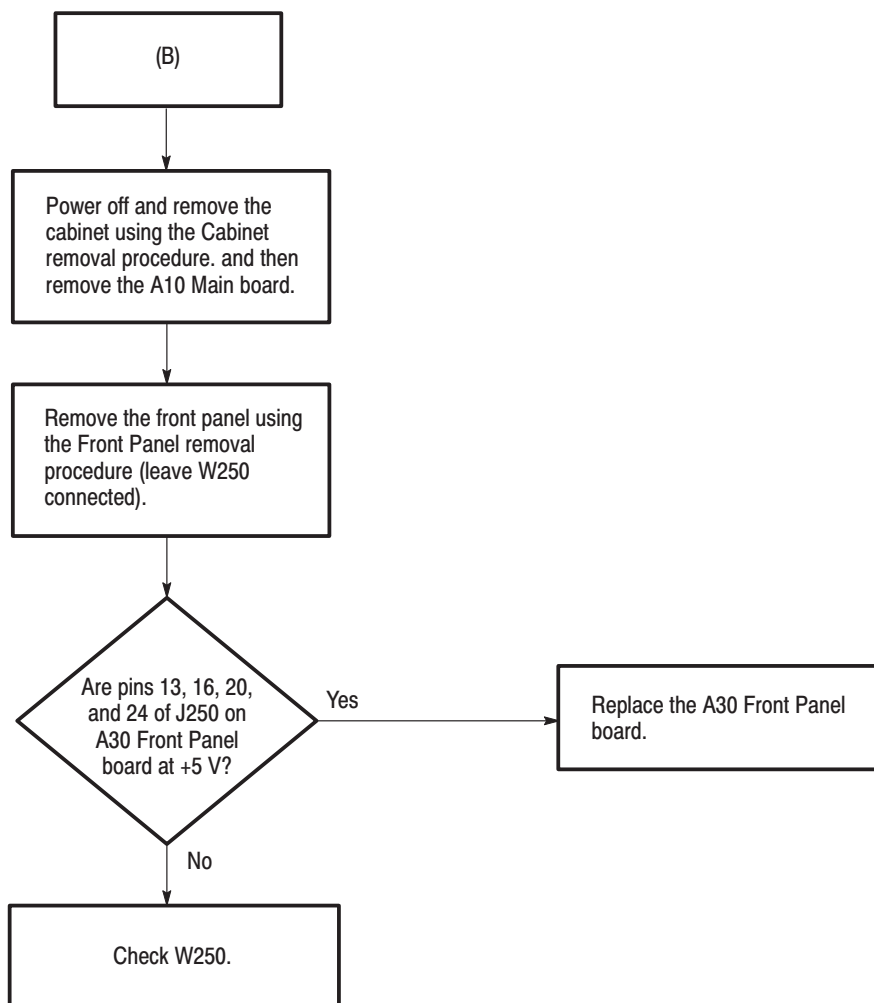 (B)
Power off and remove the
cabinet using the Cabinet
removal procedure. and then
remove the A10 Main board.
Remove the front panel using
the Front Panel removal
procedure (leave W250
connected).
Are pins 13, 16, 20,
and 24 of J250 on
A30 Front Panel
board at +5 V?
Yes
Replace the A30 Front Panel
board.
No
Check W250.